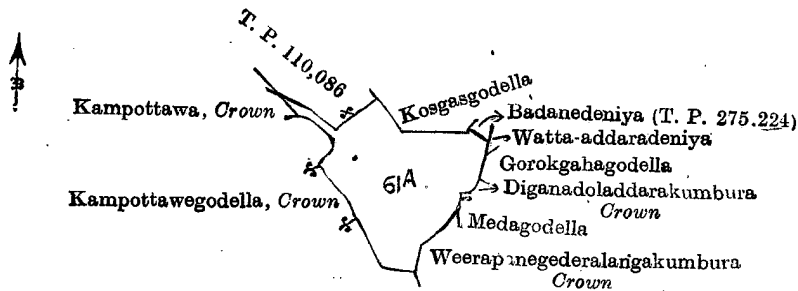 T. P. 110,086
Kosgasgodella
Kampottawa, Crown
Badanedeniya (T. P. 275.224)
Watta-addaradeniya
Gorokgahagodella
61A
Diganadoladdarakumbura
Crown
Kampottawegodella, Crown
Medagodella
Crown